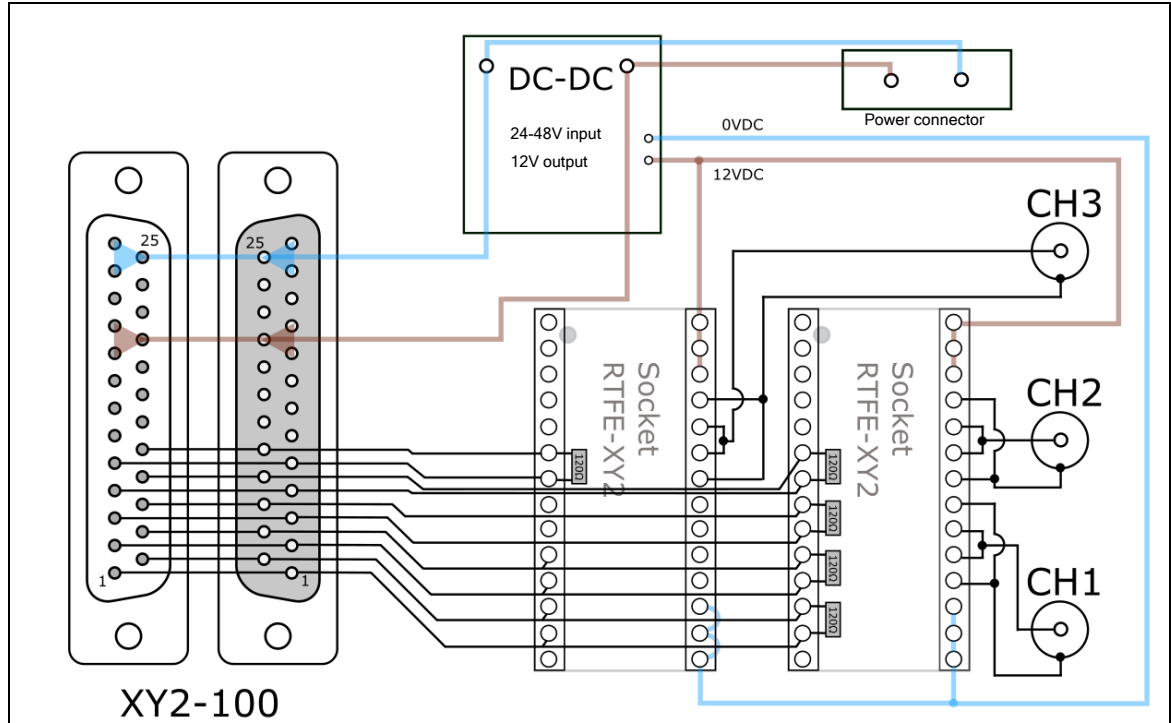 DC-DC
24-48V input
12V output
Power connector
0VDC
12VDC
CH3
25
25
Socket
RTFE-XY2
Socket
RTFE-XY2
CH2
120Ω
120Ω
120Ω
120Ω
120Ω
1
1
CH1
XY2-100